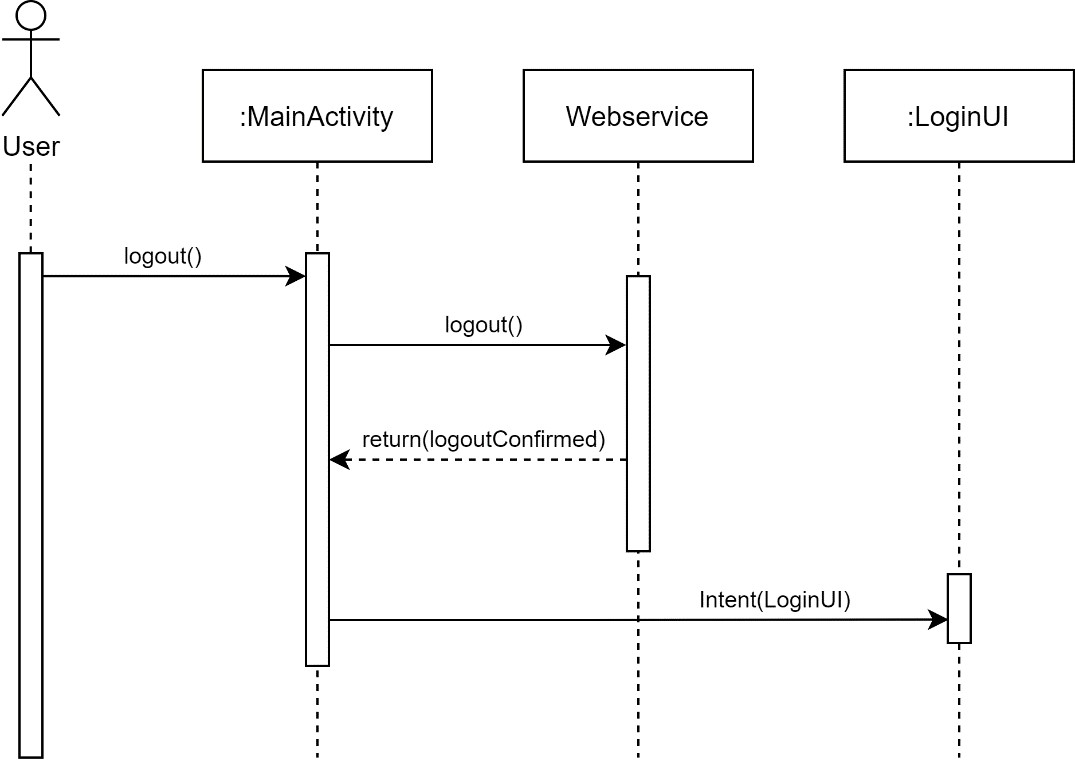 User
:MainActivity
Webservice
:LoginUI
logout()
logout()
return(logoutConfirmed)
Intent(LoginUI)